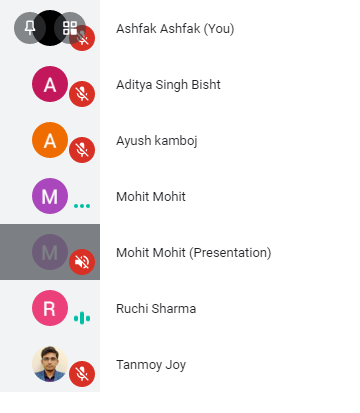 Ashfak Ashfak (You)
A Aditya Singh Bisht
A Ayush kamboj
M Mohit Mohit
M Mohit Mohit (Presentation)
R Ruchi Sharma
Tanmoy Joy